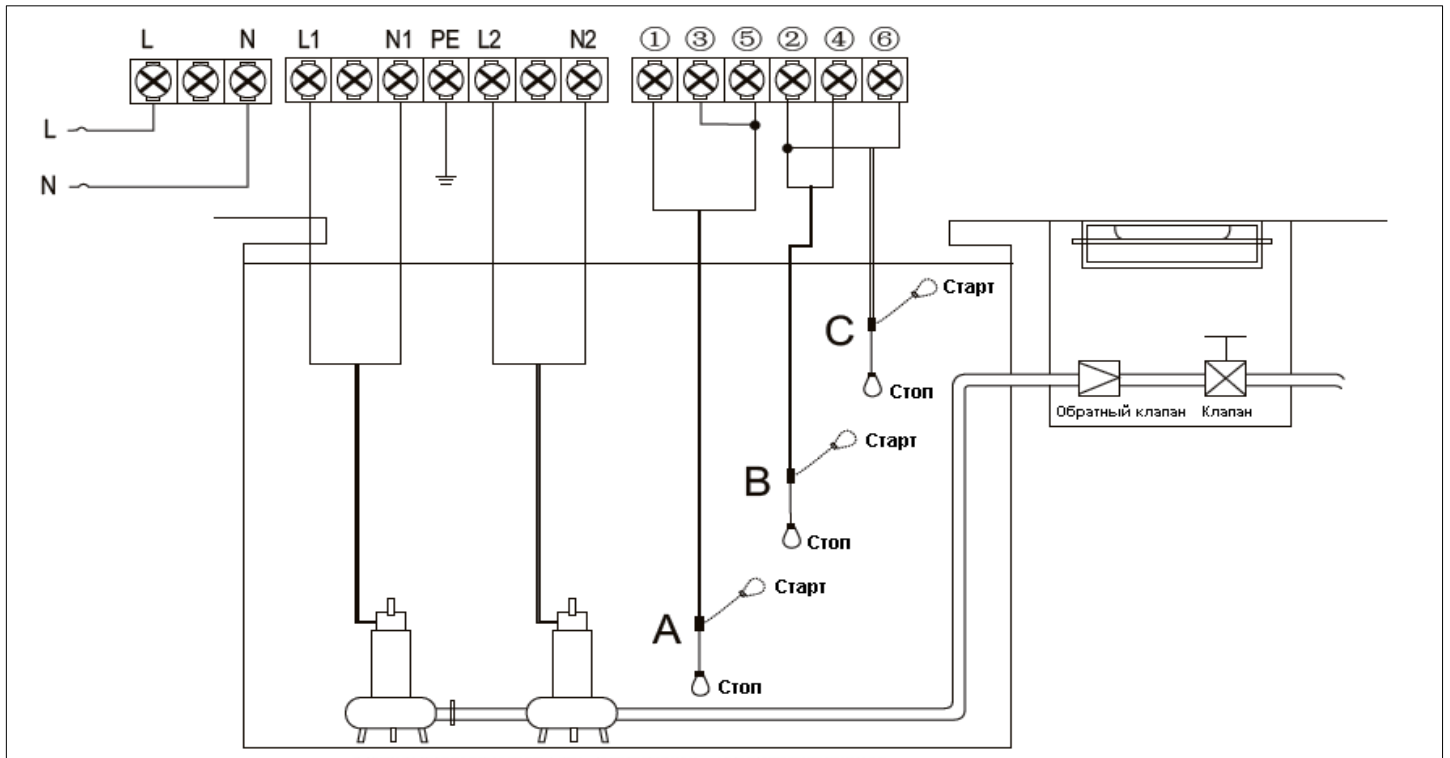 L N L1 N1 PE L2 N2 ① ③ ⑤ ② ④ ⑥
L
N
Старт
C
Стоп
Обратный клапан Клапан
Старт
B
Стоп
Старт
A
Стоп